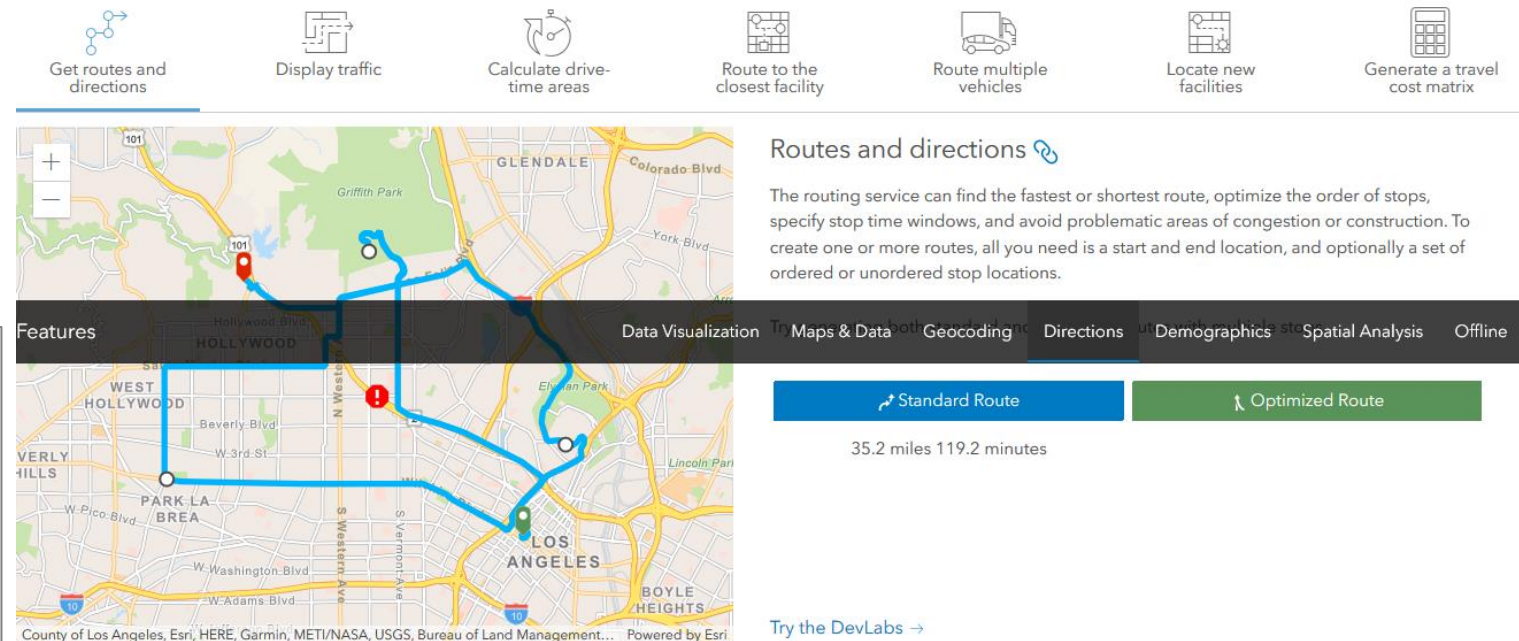 Get routes and
directions
Display traffic
Calculate drive-
time areas
Route to the
closest facility
Route multiple
vehicles
Locate new
facilities
Generate a travel
cost matrix
101
GLENDALE
Colorado Blvd
Griffith Park
York Blvd
101
Hollywood Blvd
HOLLYWOOD
WEST
HOLLYWOOD
N Western
Elysian Park
2
Beverly Blvd
W 3rd St
VERLY
HILLS
Lincoln Park
PARK LA
BREA
W Pico Blvd
S Western Ave
S Vermont Ave
LOS
ANGELES
W Washington Blvd
W Adams Blvd
10
10
BOYLE
HEIGHTS
County of Los Angeles, Esri, HERE, Garmin, METI/NASA, USGS, Bureau of Land Management... Powered by Esri
Routes and directions
The routing service can find the fastest or shortest route, optimize the order of stops,
specify stop time windows, and avoid problematic areas of congestion or construction. To
create one or more routes, all you need is a start and end location, and optionally a set of
ordered or unordered stop locations.
Features Data Visualization Maps & Data Geocoding Directions Demographics Spatial Analysis Offline
Standard Route
Optimized Route
35.2 miles 119.2 minutes
Try the DevLabs →